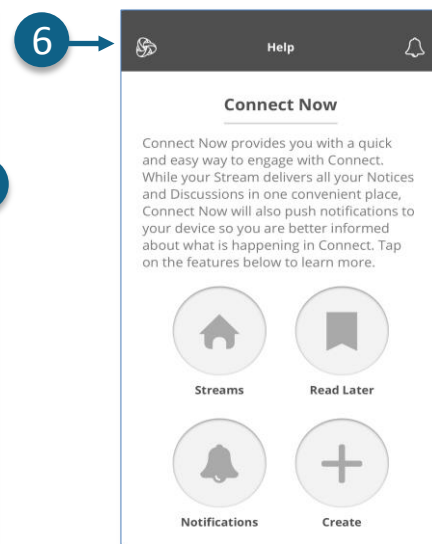 6
Help
Connect Now
Connect Now provides you with a quick
and easy way to engage with Connect.
While your Stream delivers all your Notices
and Discussions in one convenient place,
Connect Now will also push notifications to
your device so you are better informed
about what is happening in Connect. Tap
on the features below to learn more.
Streams Read Later
Notifications Create